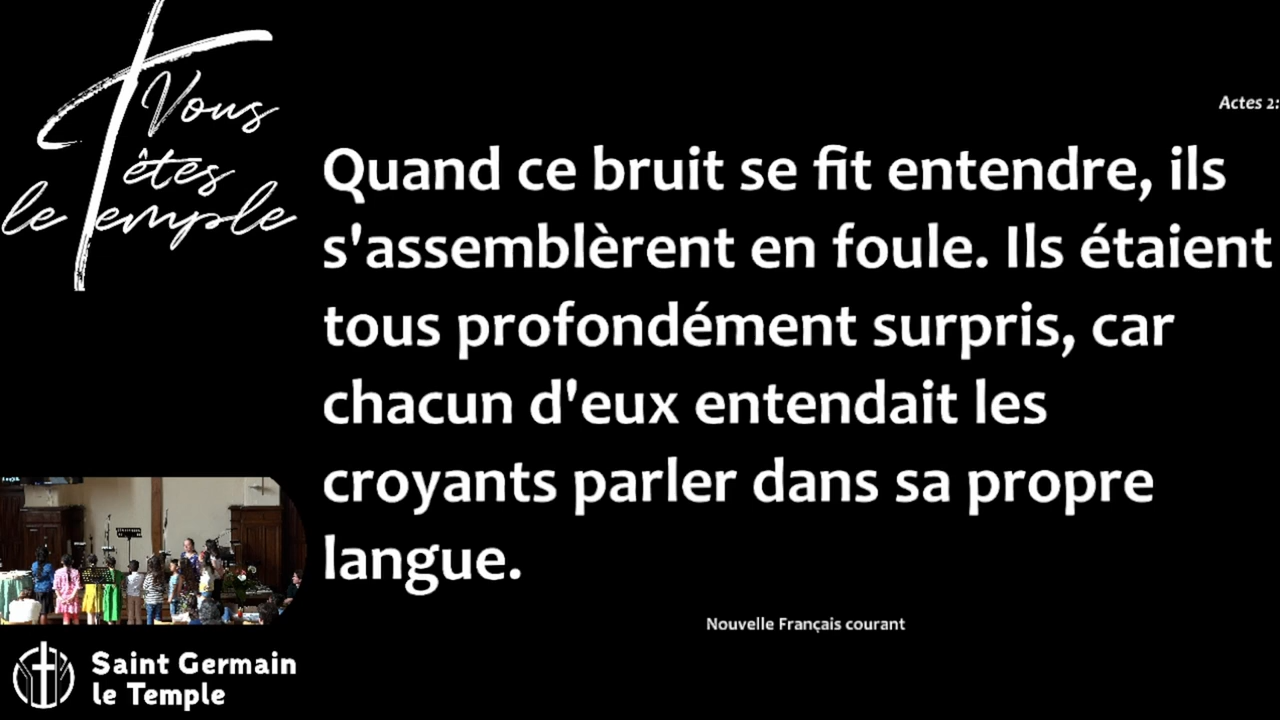 Vous
êtes
le Temple
Actes 2:
Quand ce bruit se fit entendre, ils
s'assemblèrent en foule. Ils étaient
tous profondément surpris, car
chacun d'eux entendait les
croyants parler dans sa propre
langue.
Nouvelle Français courant
Saint Germain
le Temple